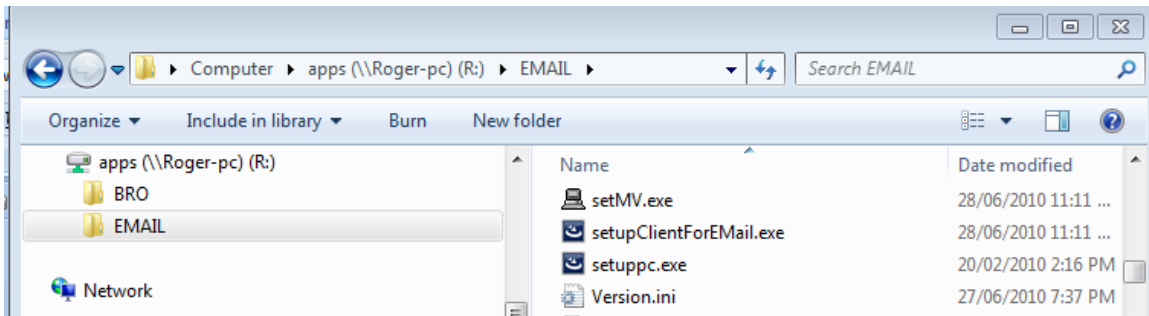 Computer ▸ apps (\\Roger-pc) (R:) ▸ EMAIL ▸
Search EMAIL
Organize Include in library Burn New folder
apps (\\Roger-pc) (R:)
BRO
EMAIL
Network
Name Date modified
setMV.exe 28/06/2010 11:11 ...
setupClientForEMail.exe 28/06/2010 11:11 ...
setuppc.exe 20/02/2010 2:16 PM
Version.ini 27/06/2010 7:37 PM